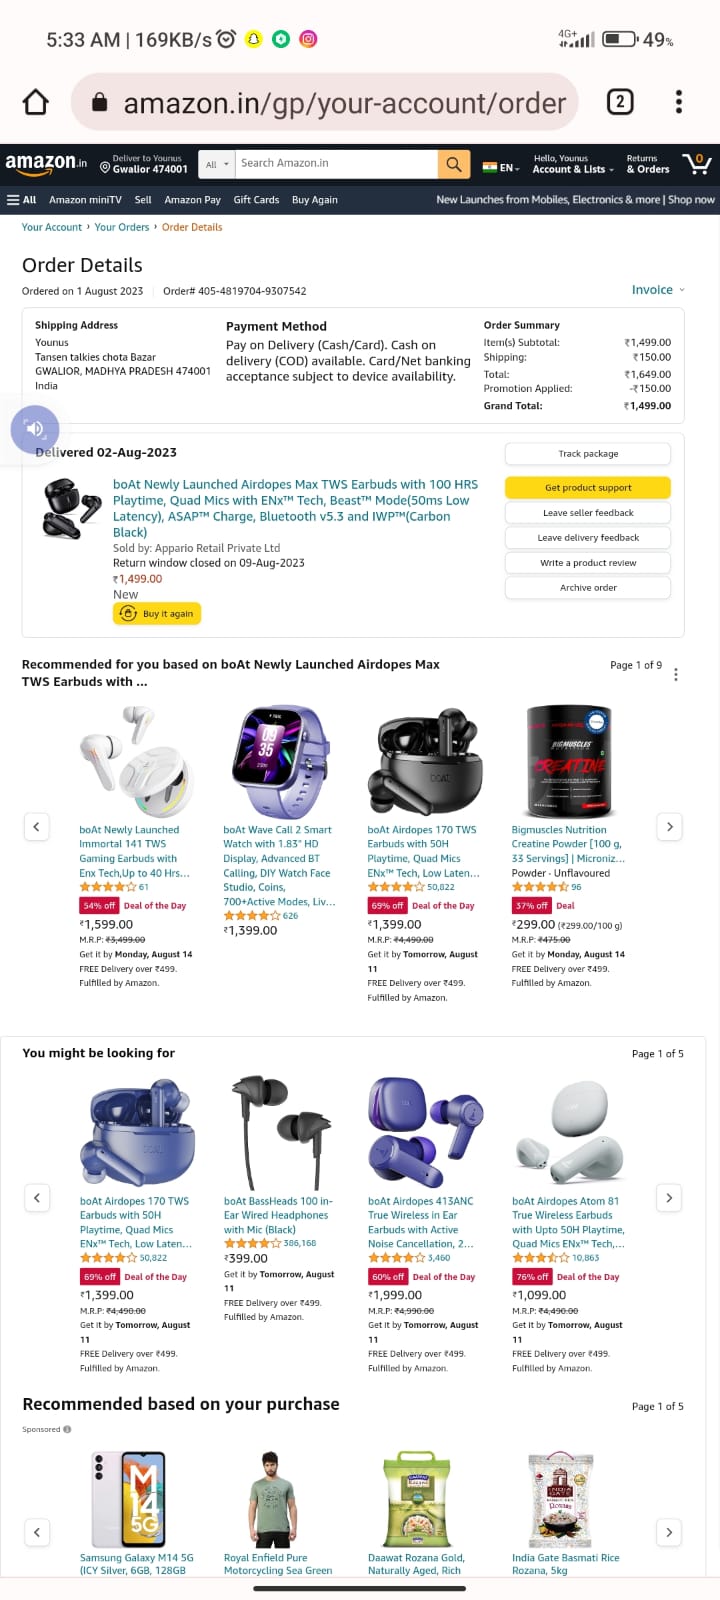 5:33 AM | 169KB/s
4G+
49%
amazon.in/gp/your-account/order
2
amazon.in
Deliver to Younus
Gwalior 474001
All
Search Amazon.in
EN
Hello, Younus
Account & Lists
Returns
& Orders
0
All
Amazon miniTV
Sell
Amazon Pay
Gift Cards
Buy Again
New Launches from Mobiles, Electronics & more | Shop now
Your Account › Your Orders › Order Details
Order Details
Ordered on 1 August 2023
Order# 405-4819704-9307542
Invoice
Shipping Address
Younus
Tansen talkies chota Bazar
GWALIOR, MADHYA PRADESH 474001
India
Payment Method
Pay on Delivery (Cash/Card). Cash on
delivery (COD) available. Card/Net banking
acceptance subject to device availability.
Order Summary
Item(s) Subtotal: ₹1,499.00
Shipping: ₹150.00
Total: ₹1,649.00
Promotion Applied: -₹150.00
Grand Total: ₹1,499.00
Delivered 02-Aug-2023
boAt Newly Launched Airdopes Max TWS Earbuds with 100 HRS
Playtime, Quad Mics with ENx™ Tech, Beast™ Mode(50ms Low
Latency), ASAP™ Charge, Bluetooth v5.3 and IWP™(Carbon
Black)
Sold by: Appario Retail Private Ltd
Return window closed on 09-Aug-2023
₹1,499.00
New
Buy it again
Track package
Get product support
Leave seller feedback
Leave delivery feedback
Write a product review
Archive order
Recommended for you based on boAt Newly Launched Airdopes Max
TWS Earbuds with ...
Page 1 of 9
boAt Newly Launched
Immortal 141 TWS
Gaming Earbuds with
Enx Tech,Up to 40 Hrs...
61
54% off Deal of the Day
₹1,599.00
M.R.P: ₹3,499.00
Get it by Monday, August 14
FREE Delivery over ₹499.
Fulfilled by Amazon.
09
35
boAt Wave Call 2 Smart
Watch with 1.83" HD
Display, Advanced BT
Calling, DIY Watch Face
Studio, Coins,
700+Active Modes, Liv...
626
₹1,399.00
boAt
boAt Airdopes 170 TWS
Earbuds with 50H
Playtime, Quad Mics
ENx™ Tech, Low Laten...
50,822
69% off Deal of the Day
₹1,399.00
M.R.P: ₹4,490.00
Get it by Tomorrow, August
11
FREE Delivery over ₹499.
Fulfilled by Amazon.
BIGMUSCLES
CREATINE
Bigmuscles Nutrition
Creatine Powder [100 g,
33 Servings] | Microniz...
Powder · Unflavoured
96
37% off Deal
₹299.00 (₹299.00/100 g)
M.R.P: ₹475.00
Get it by Monday, August 14
FREE Delivery over ₹499.
Fulfilled by Amazon.
You might be looking for
Page 1 of 5
boAt
boAt Airdopes 170 TWS
Earbuds with 50H
Playtime, Quad Mics
ENx™ Tech, Low Laten...
50,822
69% off Deal of the Day
₹1,399.00
M.R.P: ₹4,490.00
Get it by Tomorrow, August
11
FREE Delivery over ₹499.
Fulfilled by Amazon.
boAt BassHeads 100 in-
Ear Wired Headphones
with Mic (Black)
386,168
₹399.00
Get it by Tomorrow, August
11
FREE Delivery over ₹499.
Fulfilled by Amazon.
boAt Airdopes 413ANC
True Wireless in Ear
Earbuds with Active
Noise Cancellation, 2...
3,460
60% off Deal of the Day
₹1,999.00
M.R.P: ₹4,990.00
Get it by Tomorrow, August
11
FREE Delivery over ₹499.
Fulfilled by Amazon.
boAt Airdopes Atom 81
True Wireless Earbuds
with Upto 50H Playtime,
Quad Mics ENx™ Tech,...
10,863
76% off Deal of the Day
₹1,099.00
M.R.P: ₹4,490.00
Get it by Tomorrow, August
11
FREE Delivery over ₹499.
Fulfilled by Amazon.
Recommended based on your purchase
Page 1 of 5
Sponsored
M
14
5G
Samsung Galaxy M14 5G
(ICY Silver, 6GB, 128GB
Royal Enfield Pure
Motorcycling Sea Green
Daawat Rozana Gold,
Naturally Aged, Rich
INDIA
GATE
India Gate Basmati Rice
Rozana, 5kg